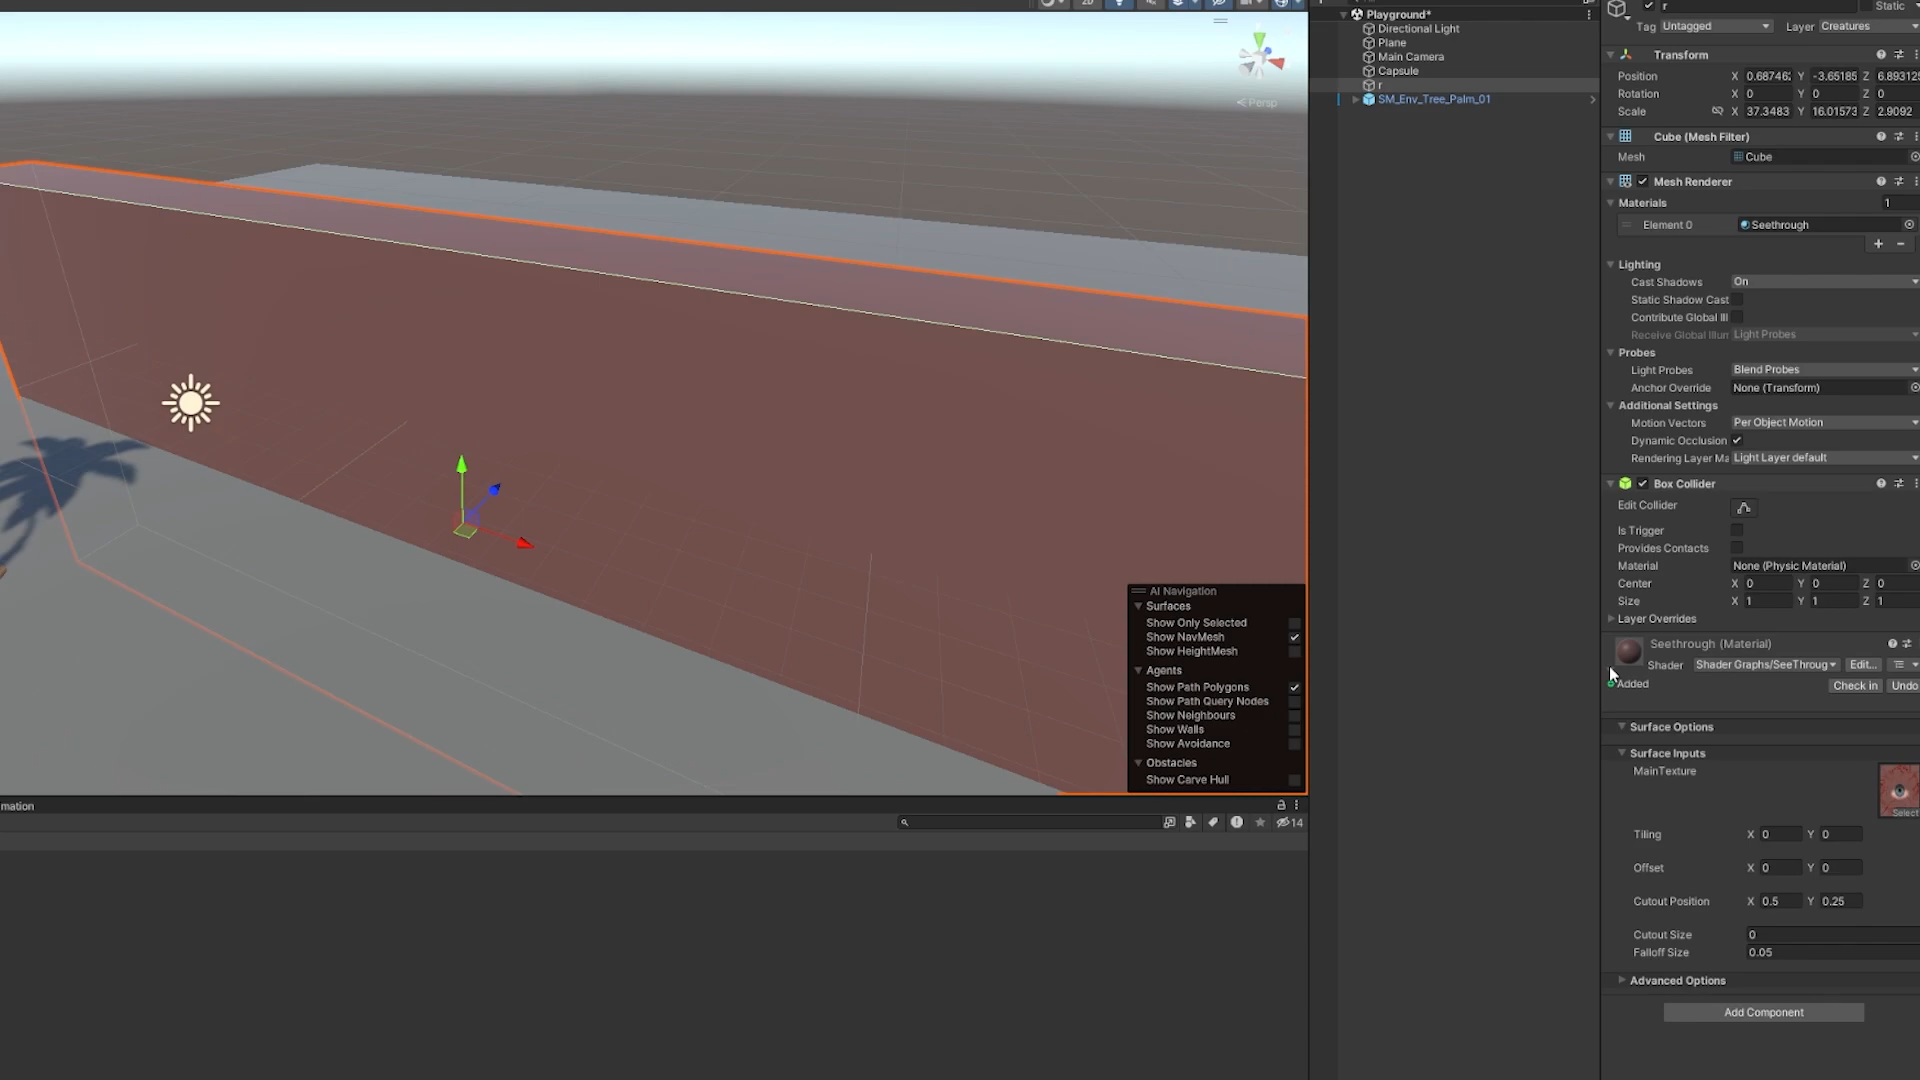 2D
Persp
Playground*
Directional Light
Plane
Main Camera
Capsule
r
SM_Env_Tree_Palm_01
r
Static
Tag Untagged Layer Creatures
Transform
Position X 0.68746 Y -3.65185 Z 6.893125
Rotation X 0 Y 0 Z 0
Scale X 37.3483 Y 16.01573 Z 2.9092
Cube (Mesh Filter)
Mesh Cube
Mesh Renderer
Materials 1
Element 0 Seethrough
+ -
Lighting
Cast Shadows On
Static Shadow Cast
Contribute Global Ill
Receive Global Illur Light Probes
Probes
Light Probes Blend Probes
Anchor Override None (Transform)
Additional Settings
Motion Vectors Per Object Motion
Dynamic Occlusion
Rendering Layer Ma Light Layer default
Box Collider
Edit Collider
Is Trigger
Provides Contacts
Material None (Physic Material)
Center X 0 Y 0 Z 0
Size X 1 Y 1 Z 1
Layer Overrides
Seethrough (Material)
Shader Shader Graphs/SeeThroug Edit...
Added Check in Undo
Surface Options
Surface Inputs
MainTexture
Select
Tiling X 0 Y 0
Offset X 0 Y 0
Cutout Position X 0.5 Y 0.25
Cutout Size 0
Falloff Size 0.05
Advanced Options
Add Component
AI Navigation
Surfaces
Show Only Selected
Show NavMesh
Show HeightMesh
Agents
Show Path Polygons
Show Path Query Nodes
Show Neighbours
Show Walls
Show Avoidance
Obstacles
Show Carve Hull
mation
14